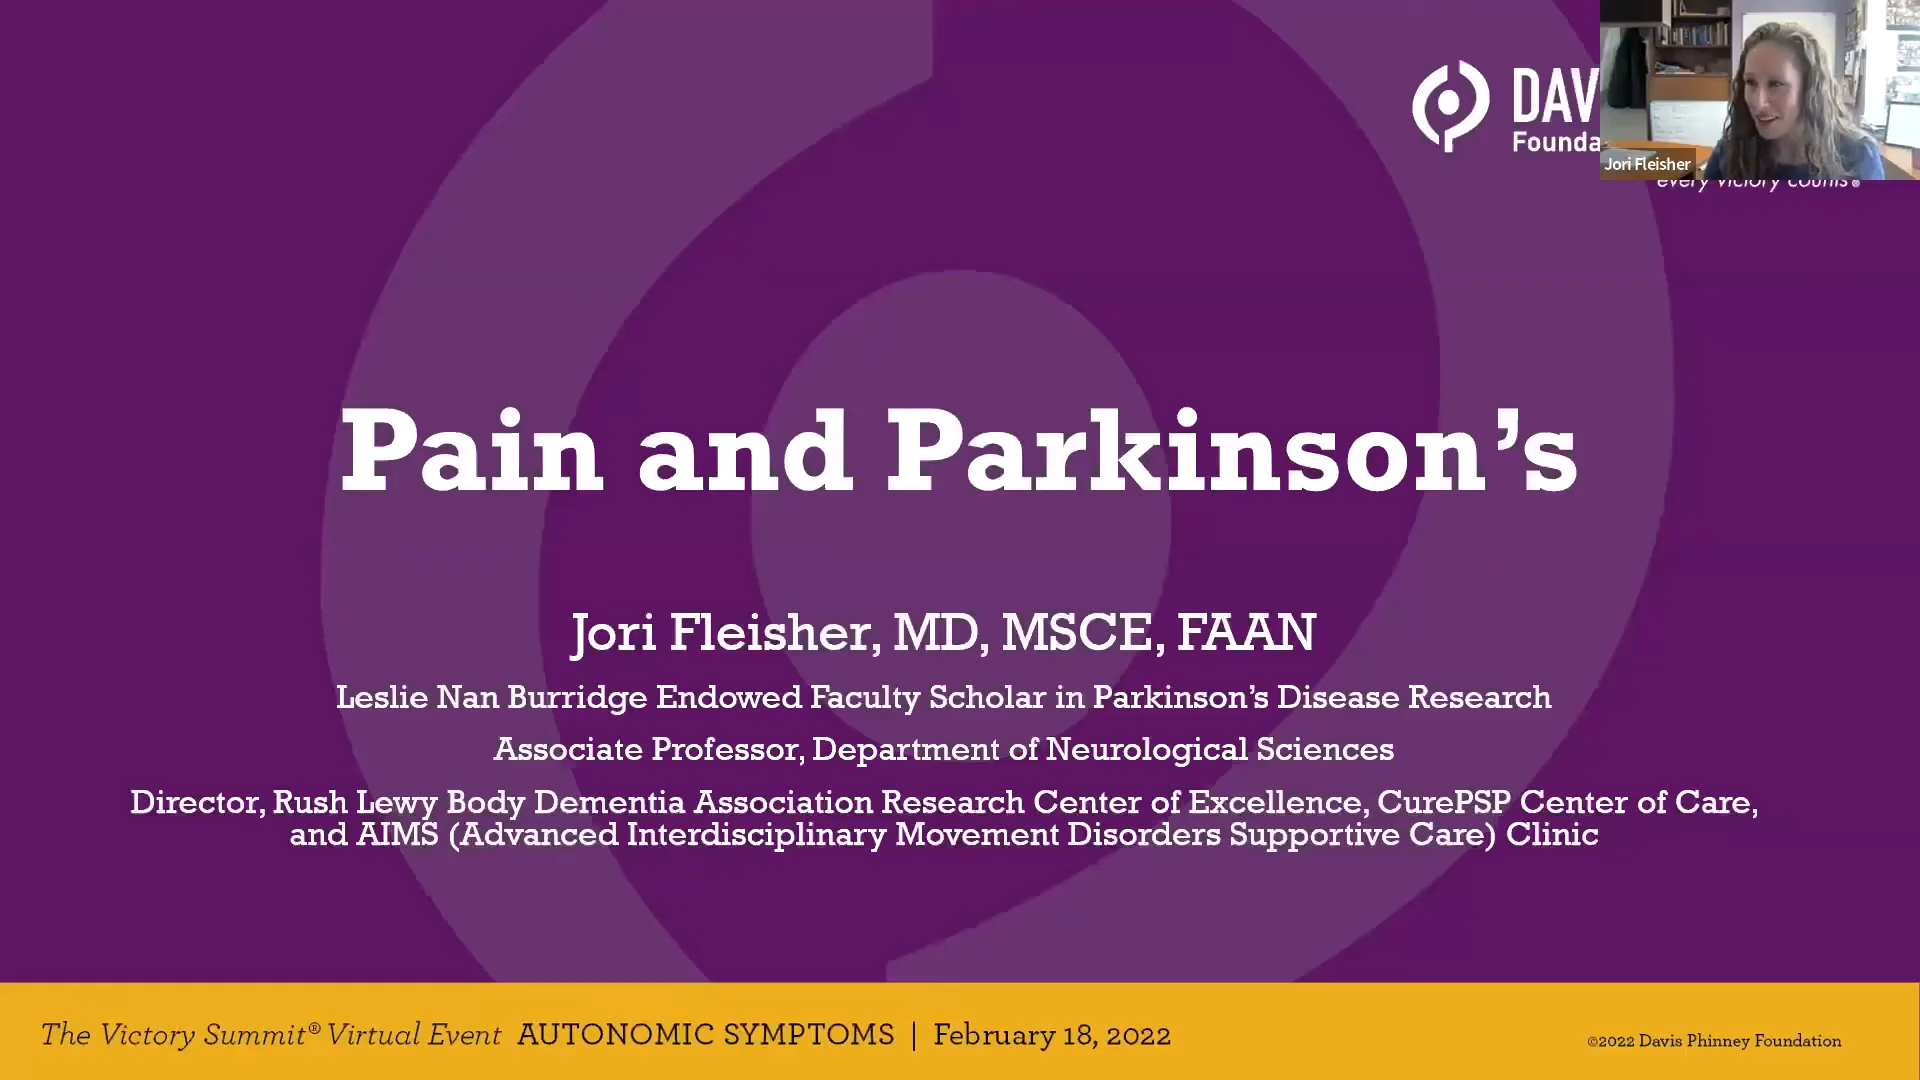 DAV
Founda
Jori Fleisher
every victory counts®
Pain and Parkinson’s
Jori Fleisher, MD, MSCE, FAAN
Leslie Nan Burridge Endowed Faculty Scholar in Parkinson’s Disease Research
Associate Professor, Department of Neurological Sciences
Director, Rush Lewy Body Dementia Association Research Center of Excellence, CurePSP Center of Care,
and AIMS (Advanced Interdisciplinary Movement Disorders Supportive Care) Clinic
The Victory Summit® Virtual Event AUTONOMIC SYMPTOMS | February 18, 2022
©2022 Davis Phinney Foundation